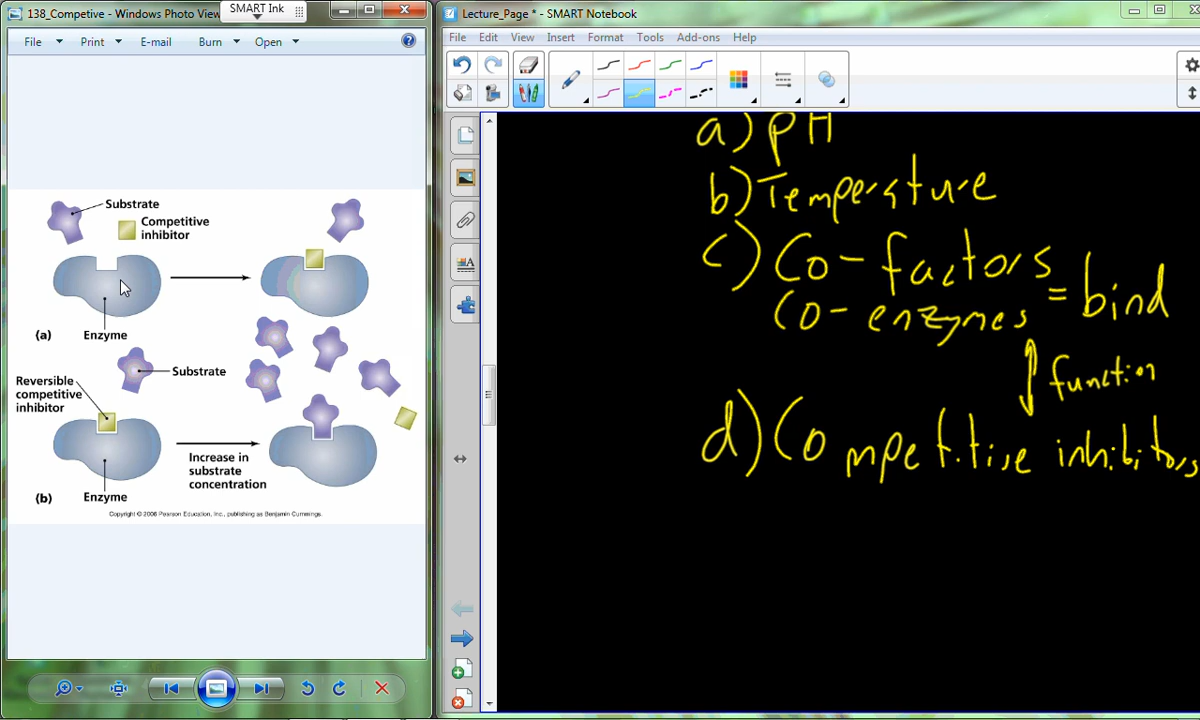 138_Competive - Windows Photo View
SMART Ink
File Print E-mail Burn Open
Substrate
Competitive
inhibitor
(a)
Enzyme
Substrate
Reversible
competitive
inhibitor
Increase in
substrate
concentration
(b)
Enzyme
Copyright © 2006 Pearson Education, Inc., publishing as Benjamin Cummings.
Lecture_Page * - SMART Notebook
File Edit View Insert Format Tools Add-ons Help
a) pH
b) Temperature
c) Co-factors
Co-enzymes = bind
function
d) Competitive inhibitors